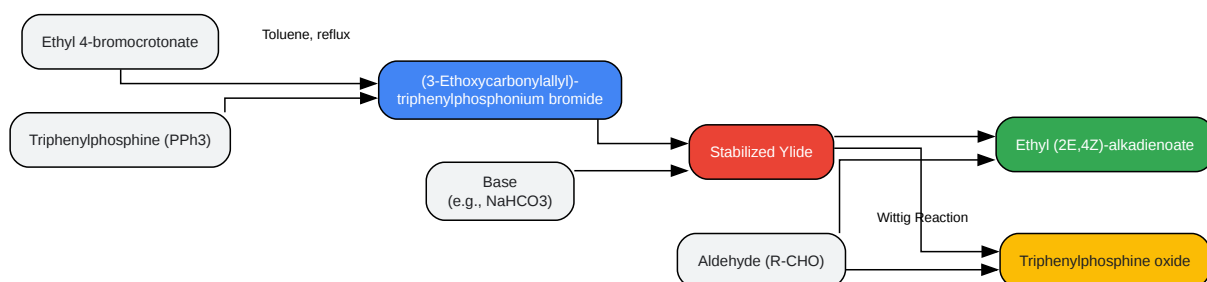 Ethyl 4-bromocrotonate
Toluene, reflux
(3-Ethoxycarbonylallyl)-
triphenylphosphonium bromide
Triphenylphosphine (PPh3)
Stabilized Ylide
Ethyl (2E,4Z)-alkadienoate
Base
(e.g., NaHCO3)
Wittig Reaction
Aldehyde (R-CHO)
Triphenylphosphine oxide